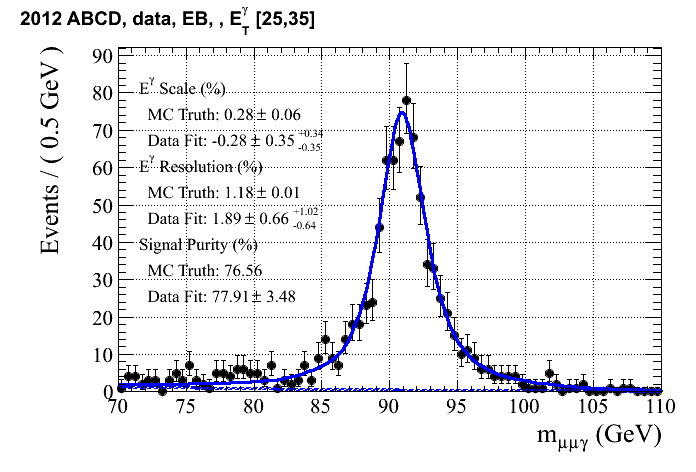 2012 ABCD, data, EB, , E_T^γ [25,35]
Events / ( 0.5 GeV )
90
80
70
60
50
40
30
20
10
0
E^γ Scale (%)
MC Truth: 0.28 ± 0.06
Data Fit: -0.28 ± 0.35 +0.34 -0.35
E^γ Resolution (%)
MC Truth: 1.18 ± 0.01
Data Fit: 1.89 ± 0.66 +1.02 -0.64
Signal Purity (%)
MC Truth: 76.56
Data Fit: 77.91 ± 3.48
70 75 80 85 90 95 100 105 110
m_μμγ (GeV)